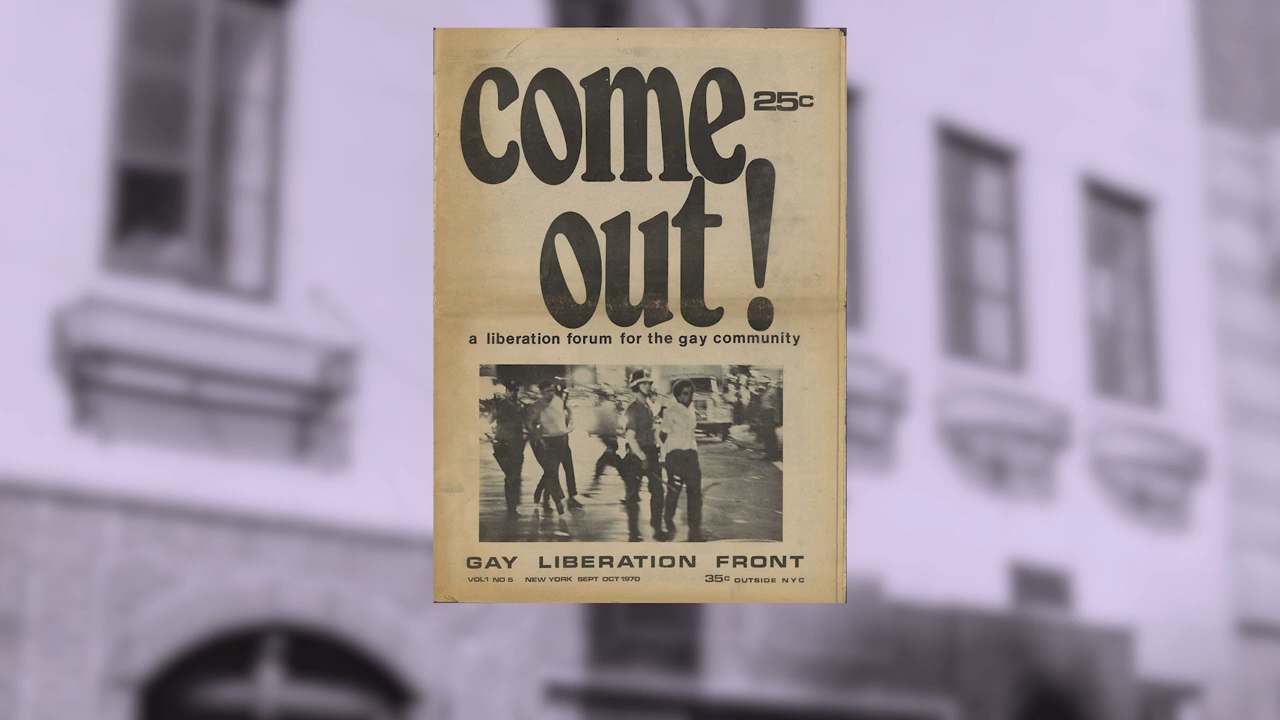 come 25c
out!
a liberation forum for the gay community
GAY LIBERATION FRONT
VOL1 NO 5 NEW YORK SEPT OCT 1970 35c OUTSIDE NYC